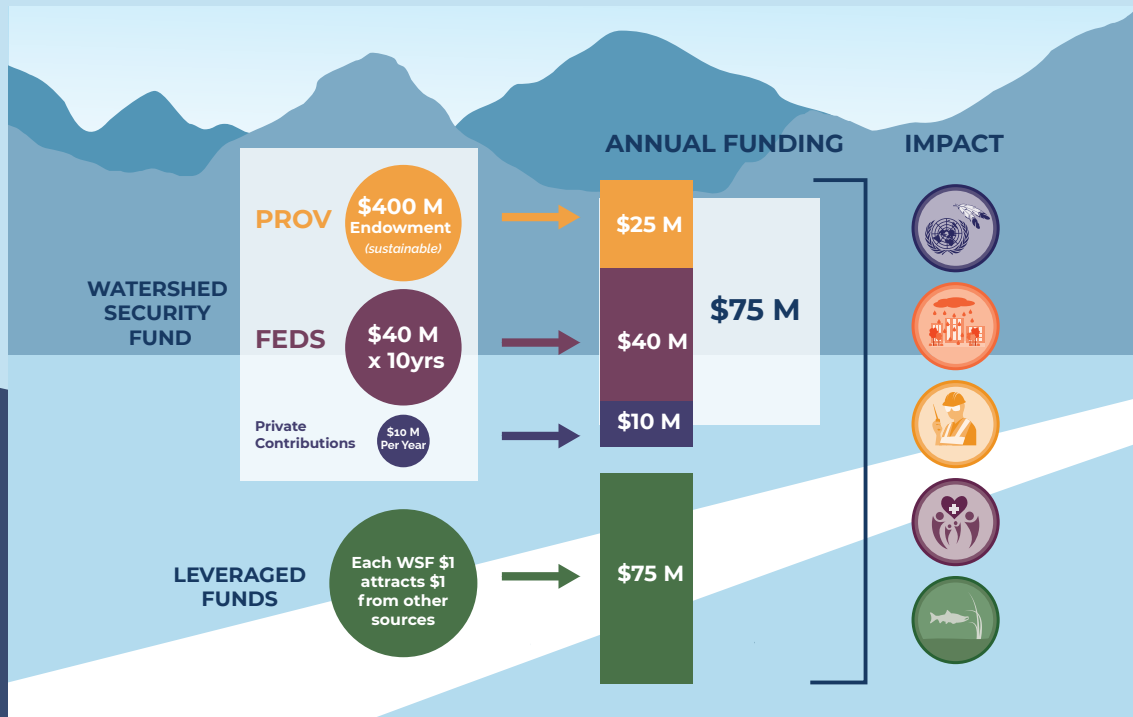 ANNUAL FUNDING
IMPACT
WATERSHED
SECURITY
FUND
PROV
$400 M
Endowment
(sustainable)
$25 M
FEDS
$40 M
x 10yrs
$40 M
$75 M
Private
Contributions
$10 M
Per Year
$10 M
LEVERAGED
FUNDS
Each WSF $1
attracts $1
from other
sources
$75 M